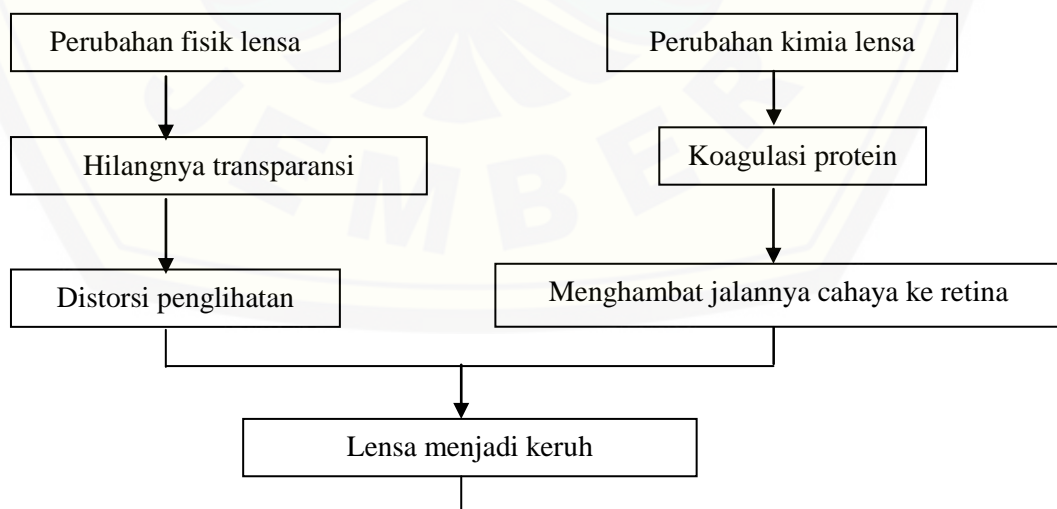 Perubahan fisik lensa
Perubahan kimia lensa
Hilangnya transparansi
Koagulasi protein
Distorsi penglihatan
Menghambat jalannya cahaya ke retina
Lensa menjadi keruh
JEMBER